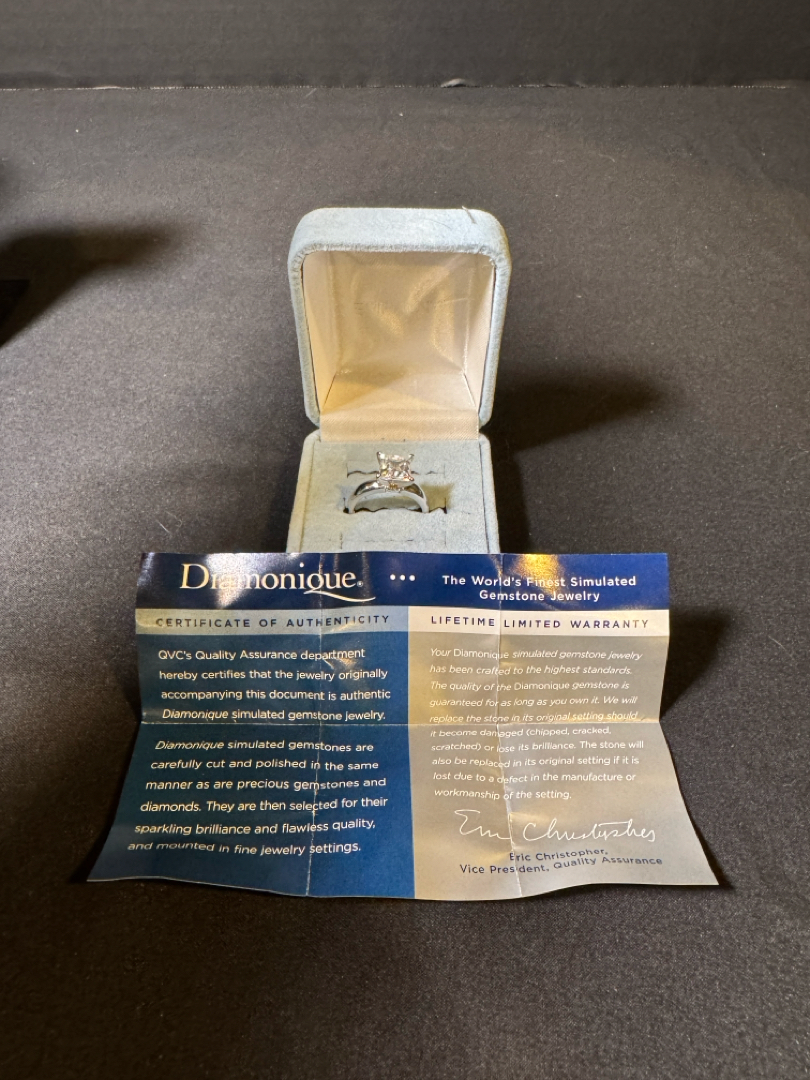 Diamonique® •••
The World's Finest Simulated
Gemstone Jewelry
CERTIFICATE OF AUTHENTICITY
QVC's Quality Assurance department
hereby certifies that the jewelry originally
accompanying this document is authentic
Diamonique simulated gemstone jewelry.
Diamonique simulated gemstones are
carefully cut and polished in the same
manner as are precious gemstones and
diamonds. They are then selected for their
sparkling brilliance and flawless quality,
and mounted in fine jewelry settings.
LIFETIME LIMITED WARRANTY
Your Diamonique simulated gemstone jewelry
has been crafted to the highest standards.
The quality of the Diamonique gemstone is
guaranteed for as long as you own it. We will
replace the stone in its original setting should
it become damaged (chipped, cracked,
scratched) or lose its brilliance. The stone will
also be replaced in its original setting if it is
lost due to a defect in the manufacture or
workmanship of the setting.
Eric Christopher
Eric Christopher,
Vice President, Quality Assurance